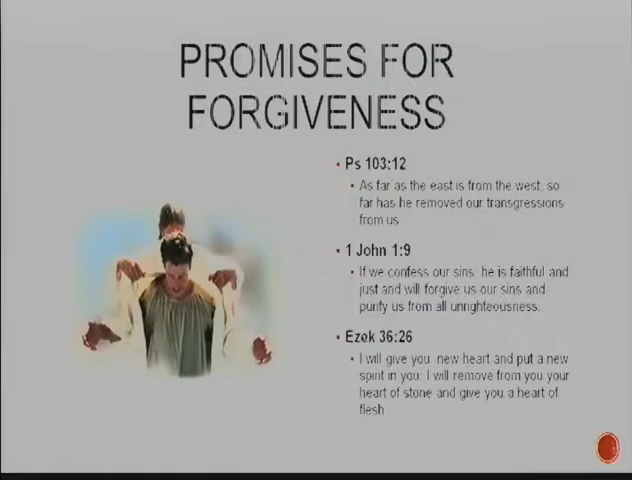 PROMISES FOR
FORGIVENESS
• Ps 103:12
• As far as the east is from the west, so
far has he removed our transgressions
from us
• 1 John 1:9
• If we confess our sins he is faithful and
just and will forgive us our sins and
purify us from all unrighteousness.
• Ezek 36:26
• I will give you new heart and put a new
spirit in you: I will remove from you your
heart of stone and give you a heart of
flesh